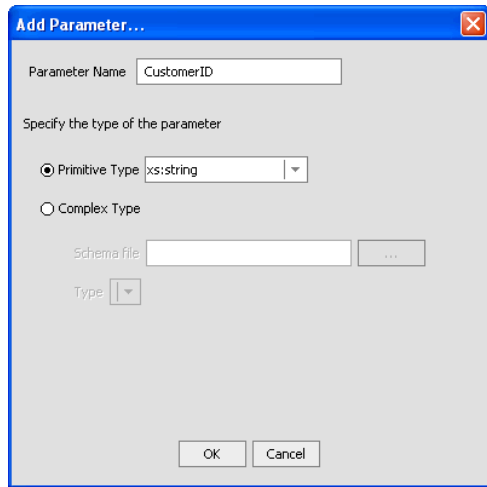 Add Parameter...
Parameter Name CustomerID
Specify the type of the parameter
Primitive Type xs:string
Complex Type
Schema file ...
Type
OK Cancel